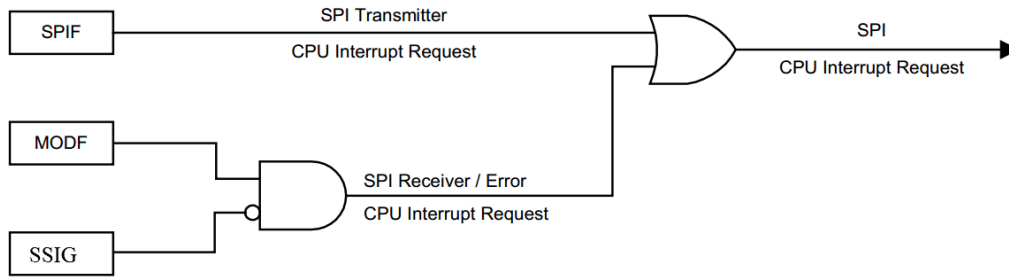 SPIF
SPI Transmitter
CPU Interrupt Request
SPI
CPU Interrupt Request
MODF
SPI Receiver / Error
CPU Interrupt Request
SSIG